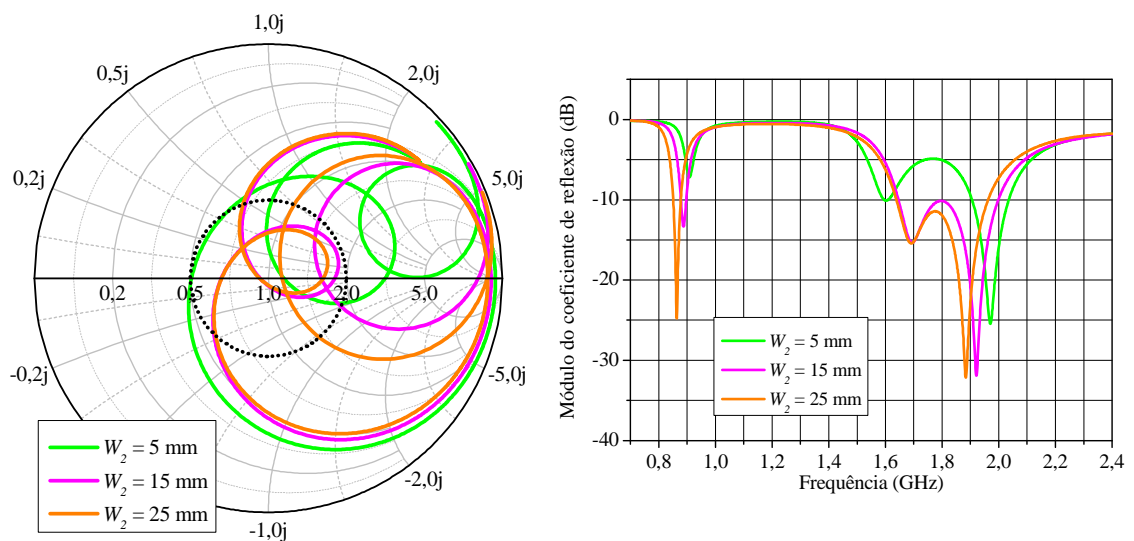 1,0j
0,5j
2,0j
0,2j
5,0j
0,2
0,5
1,0
2,0
5,0
-0,2j
-5,0j
-2,0j
-1,0j
W2 = 5 mm
W2 = 15 mm
W2 = 25 mm
Módulo do coeficiente de reflexão (dB)
0
-10
-20
-30
-40
W2 = 5 mm
W2 = 15 mm
W2 = 25 mm
0,8 1,0 1,2 1,4 1,6 1,8 2,0 2,2 2,4
Frequência (GHz)